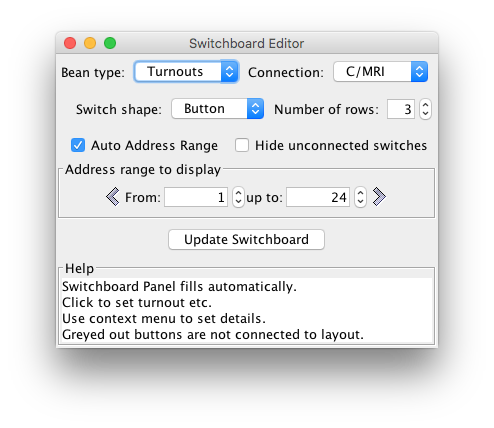 Switchboard Editor
Bean type: Turnouts Connection: C/MRI
Switch shape: Button Number of rows: 3
Auto Address Range Hide unconnected switches
Address range to display
From: 1 up to: 24
Update Switchboard
Help
Switchboard Panel fills automatically.
Click to set turnout etc.
Use context menu to set details.
Greyed out buttons are not connected to layout.